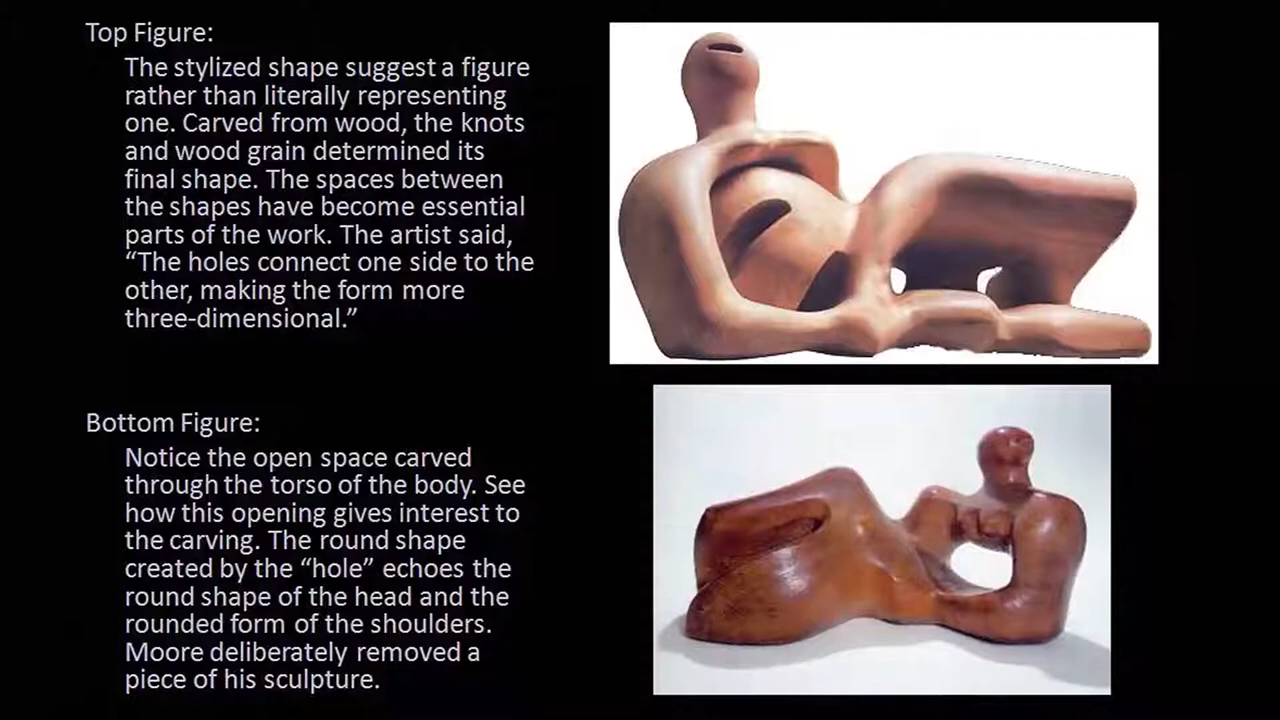 Top Figure:
The stylized shape suggest a figure
rather than literally representing
one. Carved from wood, the knots
and wood grain determined its
final shape. The spaces between
the shapes have become essential
parts of the work. The artist said,
“The holes connect one side to the
other, making the form more
three-dimensional.”
Bottom Figure:
Notice the open space carved
through the torso of the body. See
how this opening gives interest to
the carving. The round shape
created by the “hole” echoes the
round shape of the head and the
rounded form of the shoulders.
Moore deliberately removed a
piece of his sculpture.